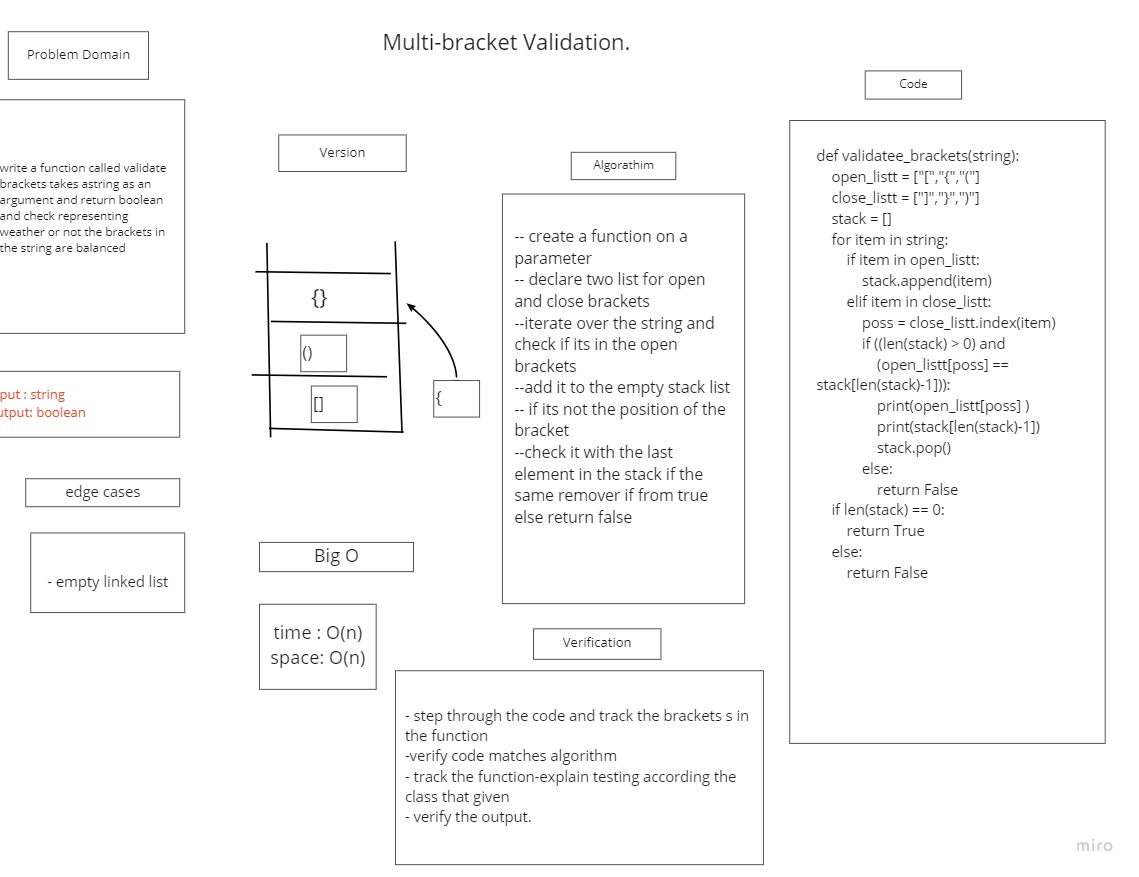 Multi-bracket Validation.
Problem Domain
write a function called validate
brackets takes astring as an
argument and return boolean
and check representing
weather or not the brackets in
the string are balanced
put : string
utput: boolean
edge cases
- empty linked list
Version
{}
()
[]
{
Big O
time : O(n)
space: O(n)
Algorathim
-- create a function on a
parameter
-- declare two list for open
and close brackets
--iterate over the string and
check if its in the open
brackets
--add it to the empty stack list
-- if its not the position of the
bracket
--check it with the last
element in the stack if the
same remover if from true
else return false
Verification
- step through the code and track the brackets s in
the function
-verify code matches algorithm
- track the function-explain testing according the
class that given
- verify the output.
Code
def validatee_brackets(string):
open_listt = ["[","{","("]
close_listt = ["]","}",")"]
stack = []
for item in string:
if item in open_listt:
stack.append(item)
elif item in close_listt:
poss = close_listt.index(item)
if ((len(stack) > 0) and
(open_listt[poss] ==
stack[len(stack)-1])):
print(open_listt[poss] )
print(stack[len(stack)-1])
stack.pop()
else:
return False
if len(stack) == 0:
return True
else:
return False
miro